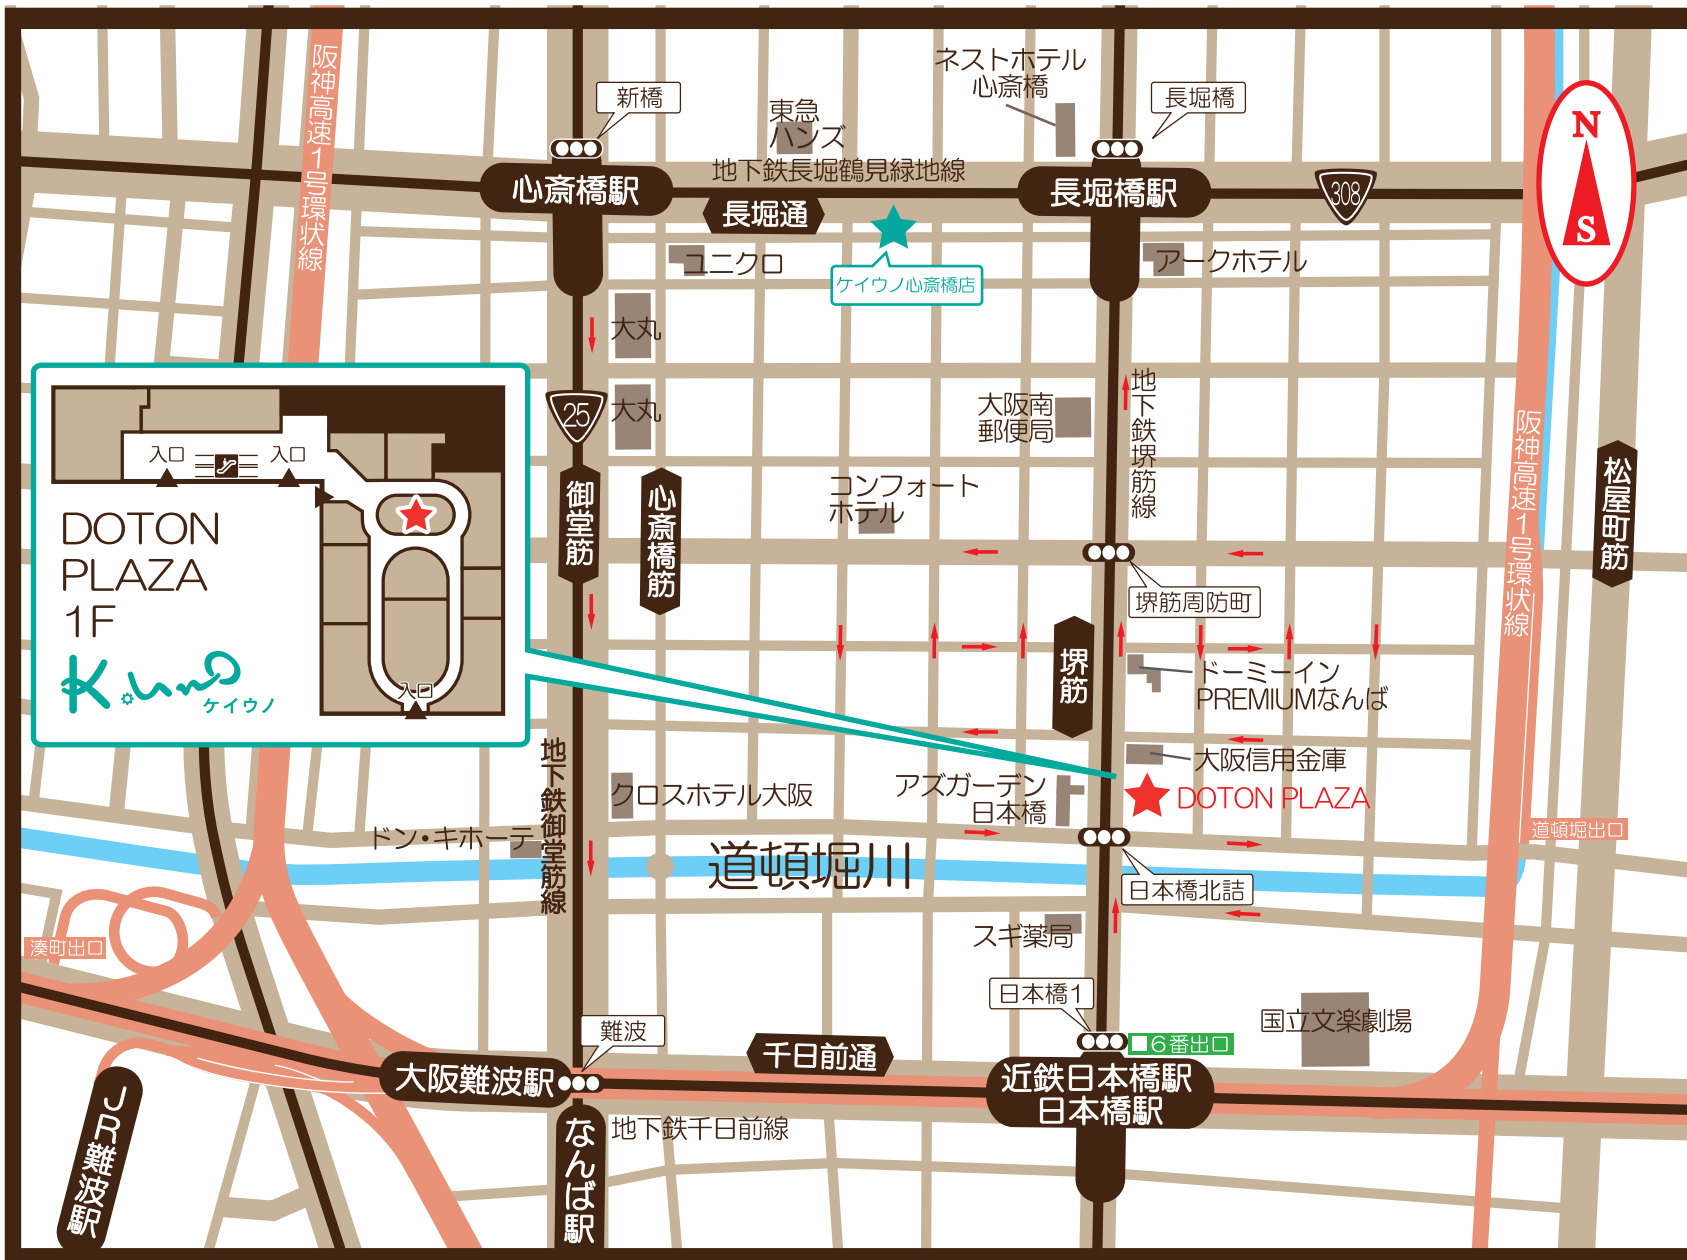 阪神高速1号環状線
新橋
東急
ハンズ
ネストホテル
心斎橋
長堀橋
N
S
地下鉄長堀鶴見緑地線
心斎橋駅
長堀橋駅
308
長堀通
ユニクロ
ケイウノ心斎橋店
アークホテル
大丸
大丸
25
大阪南
郵便局
地下鉄堺筋線
阪神高速1号環状線
松屋町筋
入口
入口
DOTON
PLAZA
1F
K.uno
ケイウノ
入口
御堂筋
心斎橋筋
コンフォート
ホテル
堺筋周防町
堺筋
ドーミーイン
PREMIUMなんば
大阪信用金庫
DOTON PLAZA
地下鉄御堂筋線
クロスホテル大阪
アズガーデン
日本橋
ドン・キホーテ
道頓堀川
道頓堀出口
日本橋北詰
スギ薬局
湊町出口
日本橋1
難波
国立文楽劇場
6番出口
千日前通
大阪難波駅
近鉄日本橋駅
日本橋駅
地下鉄千日前線
JR難波駅
なんば駅